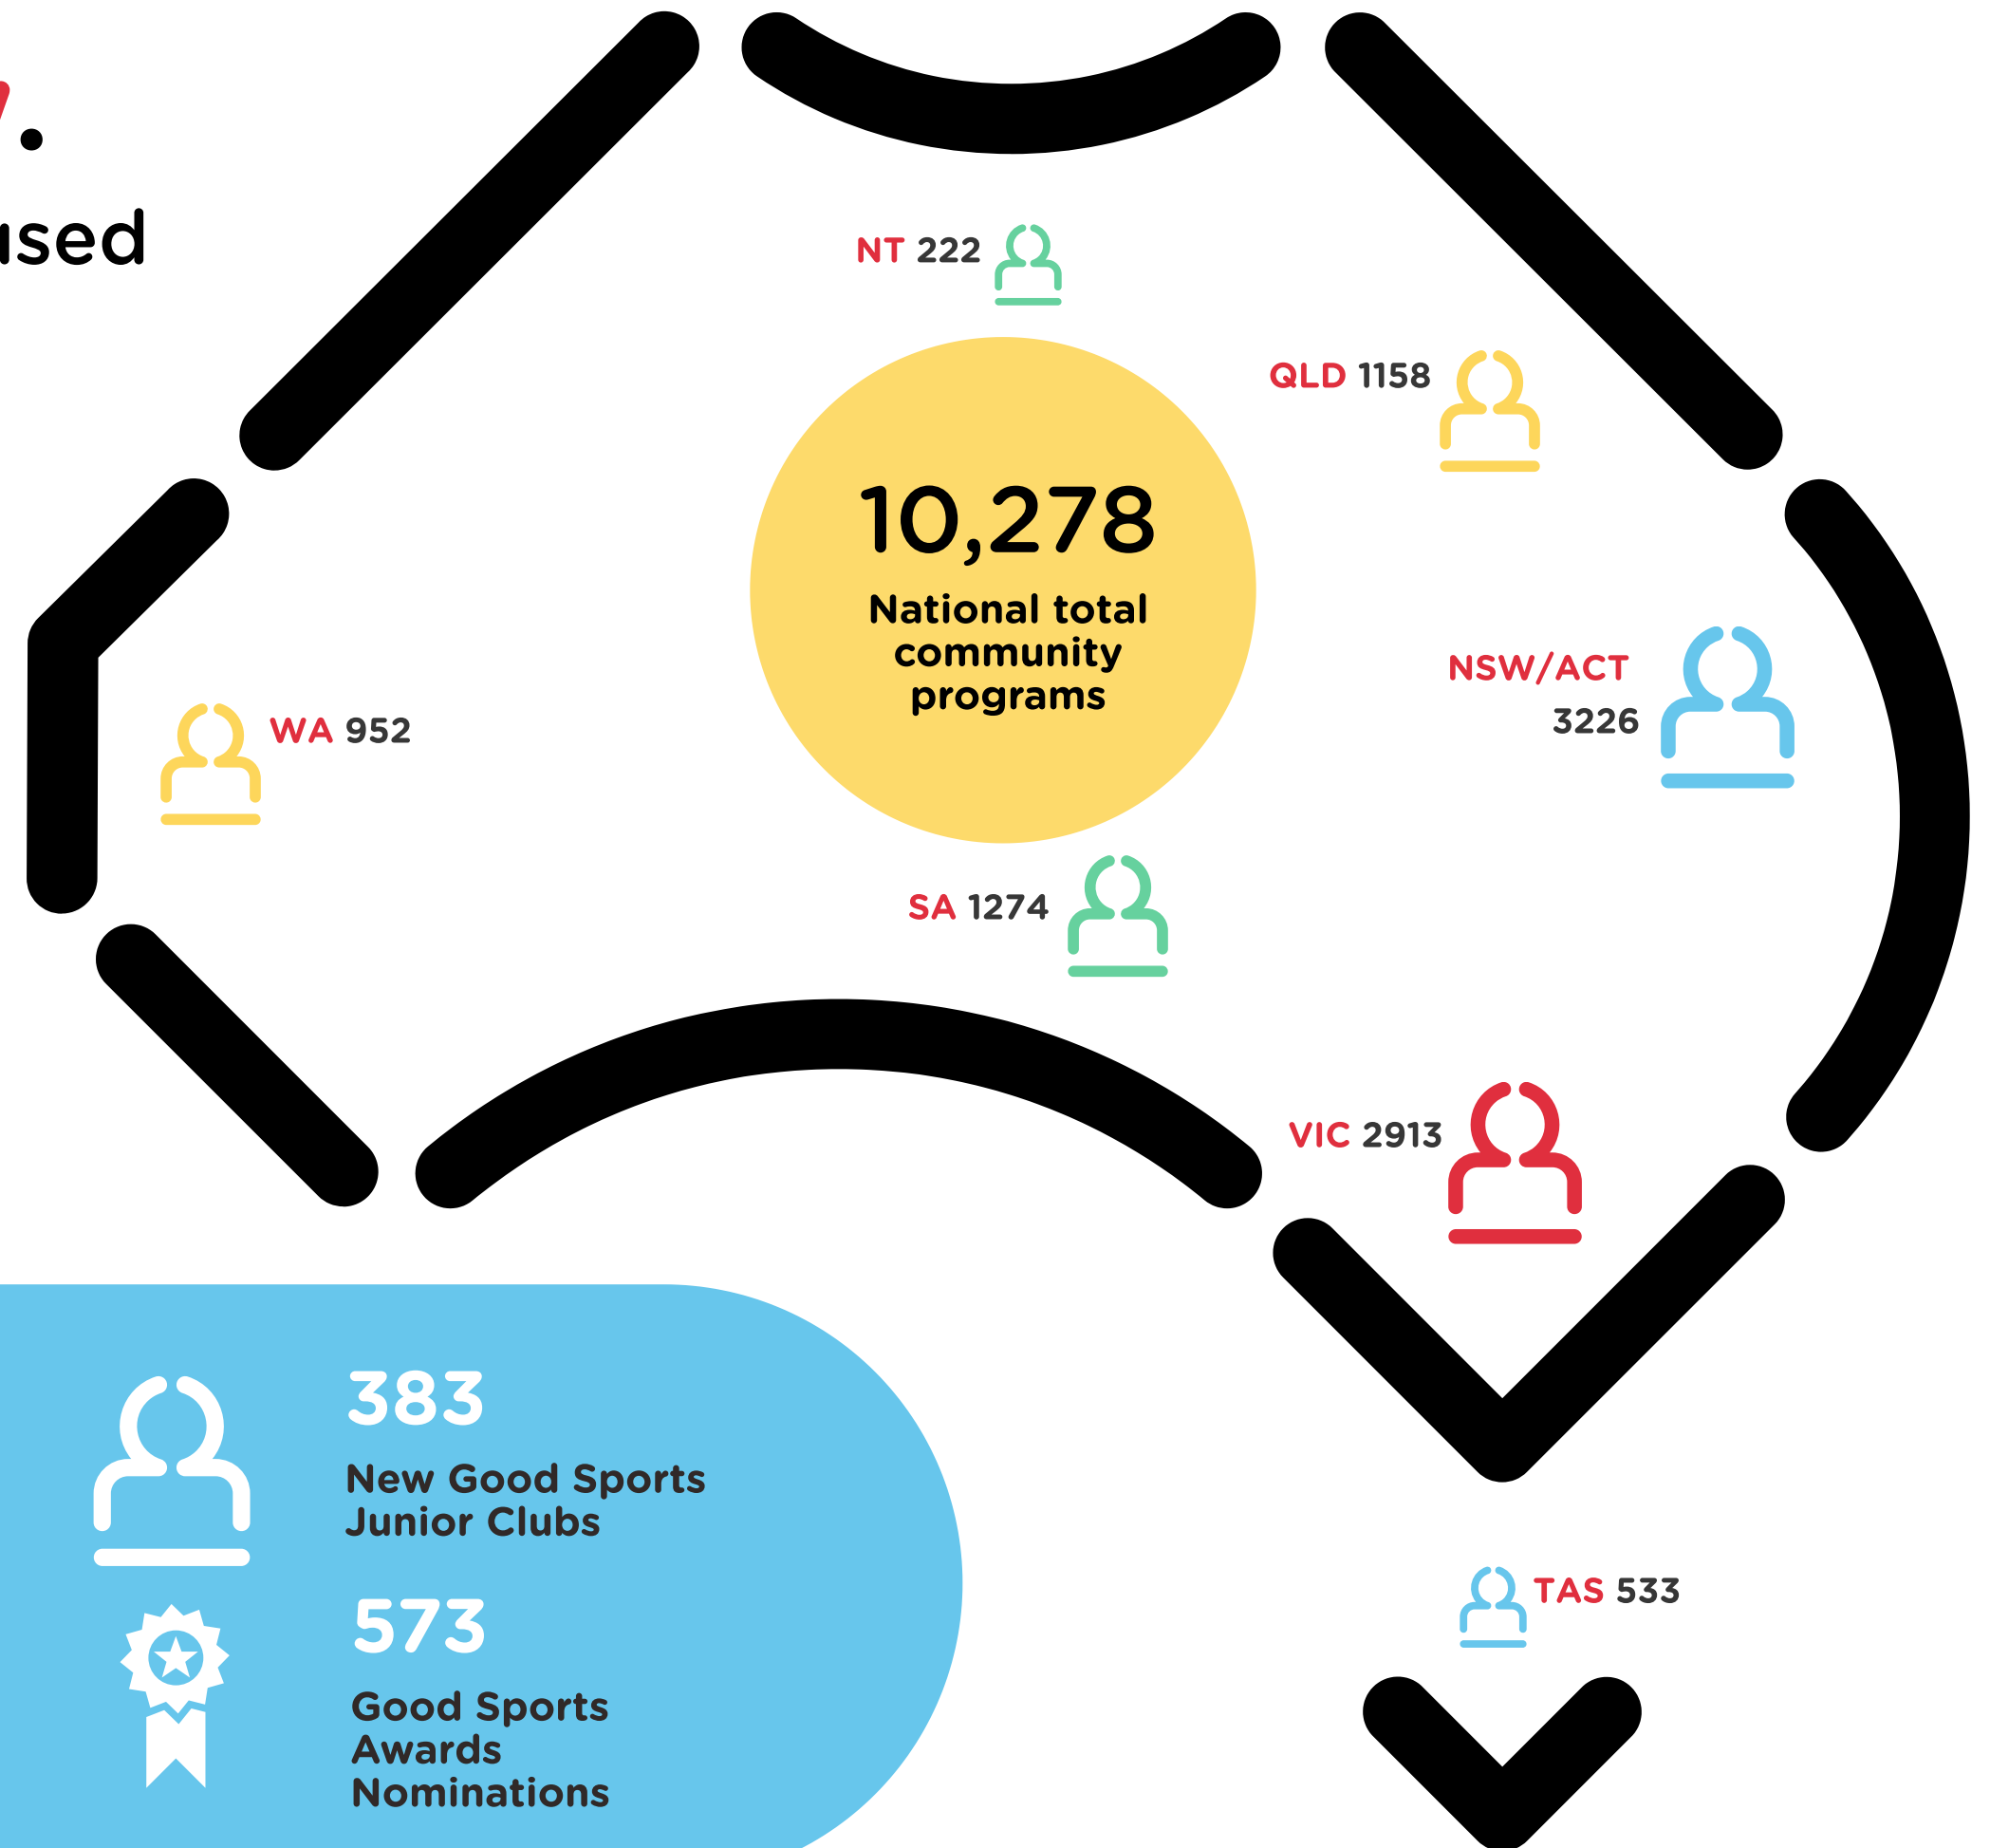 NT 222
QLD 1158
10,278
National total
community
programs
NSW/ACT
3226
WA 952
SA 1274
VIC 2913
383
New Good Sports
Junior Clubs
TAS 533
573
Good Sports
Awards
Nominations